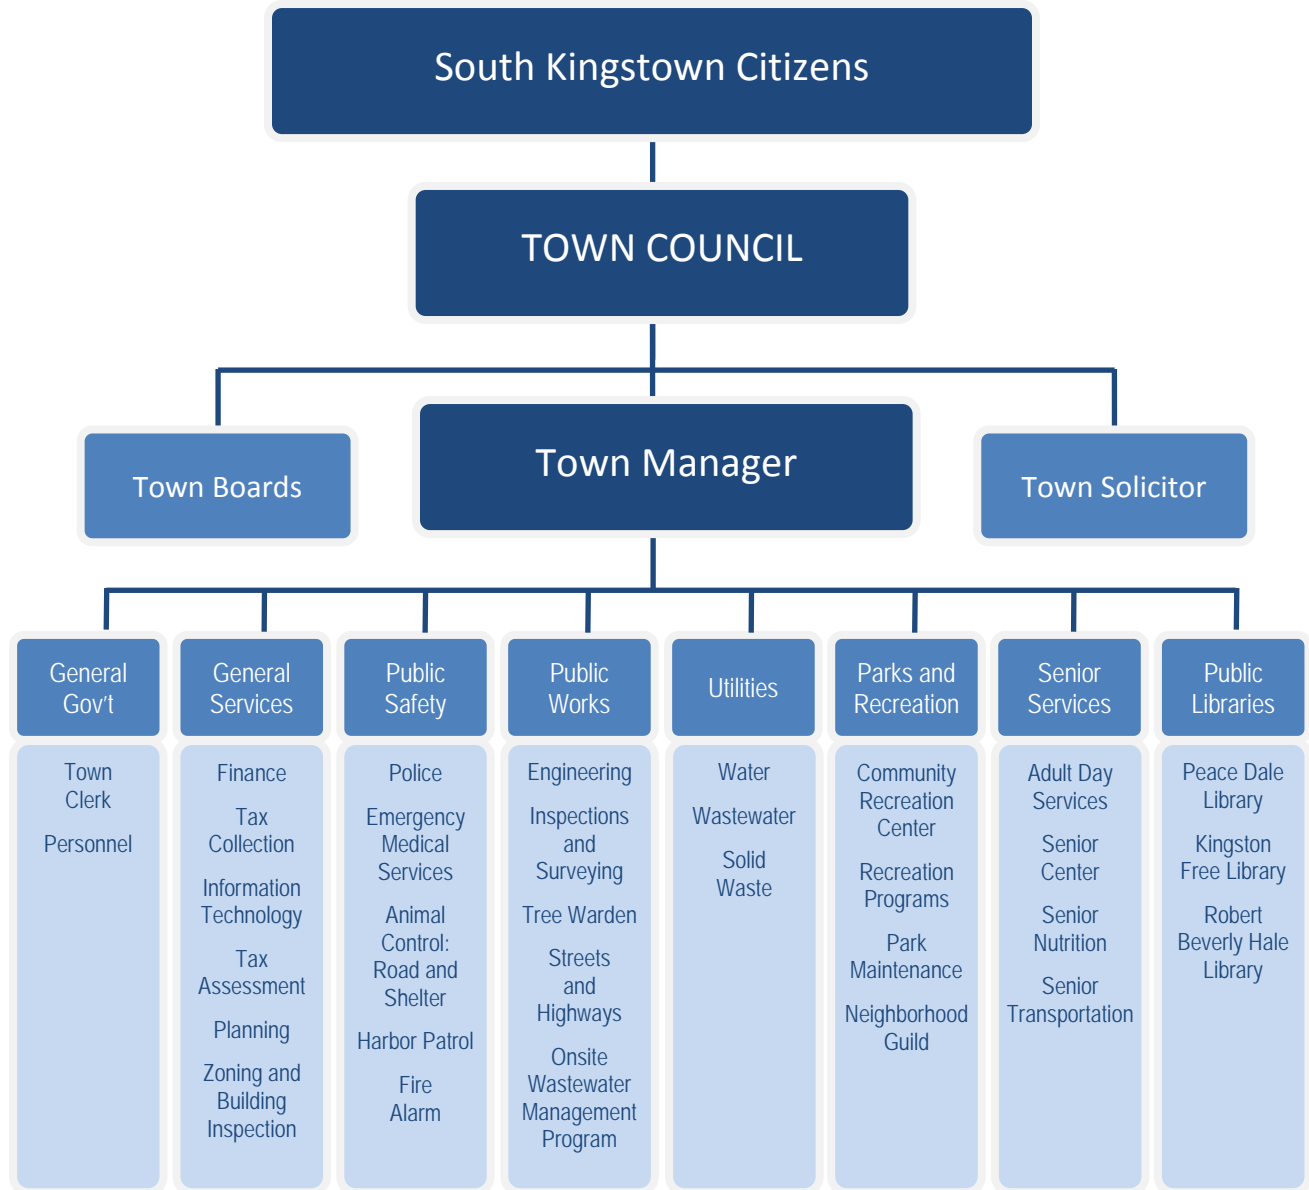 South Kingstown Citizens
TOWN COUNCIL
Town Boards
Town Manager
Town Solicitor
General
Gov't
Town
Clerk
Personnel
General
Services
Finance
Tax
Collection
Information
Technology
Tax
Assessment
Planning
Zoning and
Building
Inspection
Public
Safety
Police
Emergency
Medical
Services
Animal
Control:
Road and
Shelter
Harbor Patrol
Fire
Alarm
Public
Works
Engineering
Inspections
and
Surveying
Tree Warden
Streets
and
Highways
Onsite
Wastewater
Management
Program
Utilities
Water
Wastewater
Solid
Waste
Parks and
Recreation
Community
Recreation
Center
Recreation
Programs
Park
Maintenance
Neighborhood
Guild
Senior
Services
Adult Day
Services
Senior
Center
Senior
Nutrition
Senior
Transportation
Public
Libraries
Peace Dale
Library
Kingston
Free Library
Robert
Beverly Hale
Library